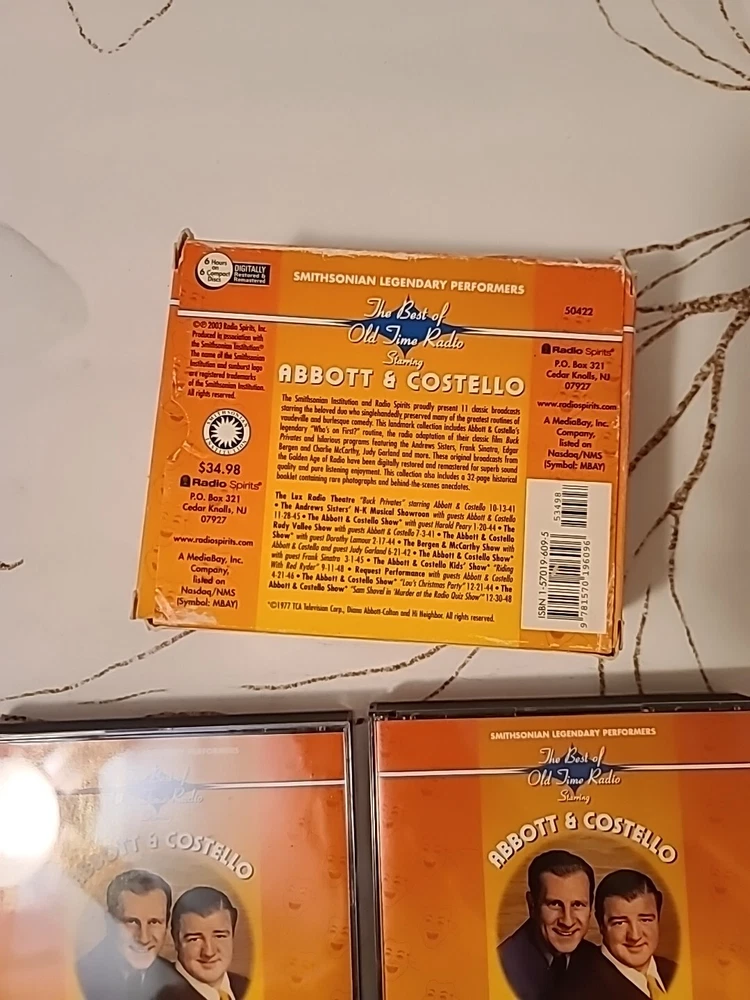 6 Hours
on
6 Compact
Discs
DIGITALLY
Restored &
Remastered
SMITHSONIAN LEGENDARY PERFORMERS
The Best of
Old Time Radio
Starring
ABBOTT & COSTELLO
50422
©℗ 2003 Radio Spirits, Inc.
Produced in association with
the Smithsonian Institution®
The name of the Smithsonian
Institution and sunburst logo
are registered trademarks
of the Smithsonian Institution.
All rights reserved.
$34.98
Radio Spirits®
P.O. Box 321
Cedar Knolls, NJ
07927
www.radiospirits.com
A MediaBay, Inc.
Company,
listed on
Nasdaq/NMS
(Symbol: MBAY)
The Smithsonian Institution and Radio Spirits proudly present 11 classic broadcasts
starring the beloved duo who singlehandedly preserved many of the greatest routines of
vaudeville and burlesque comedy. This landmark collection includes Abbott & Costello's
legendary "Who's on First?" routine, the radio adaptation of their classic film Buck
Privates and hilarious programs featuring the Andrews Sisters, Frank Sinatra, Edgar
Bergen and Charlie McCarthy, Judy Garland and more. These original broadcasts from
the Golden Age of Radio have been digitally restored and remastered for superb sound
quality and pure listening enjoyment. This collection also includes a 32-page historical
booklet containing rare photographs and behind-the-scenes anecdotes.
The Lux Radio Theatre "Buck Privates" starring Abbott & Costello 10-13-41
• The Andrews Sisters' N-K Musical Showroom with guests Abbott & Costello
11-28-45 • The Abbott & Costello Show* with guest Harold Peary 1-20-44 • The
Rudy Vallee Show with guests Abbott & Costello 7-3-41 • The Abbott & Costello
Show* with guest Dorothy Lamour 2-17-44 • The Bergen & McCarthy Show with
Abbott & Costello and guest Judy Garland 6-21-42 • The Abbott & Costello Show*
with guest Frank Sinatra 3-1-45 • The Abbott & Costello Kids' Show* "Riding
With Red Ryder" 9-11-48 • Request Performance with guests Abbott & Costello
4-21-46 • The Abbott & Costello Show* "Lou's Christmas Party" 12-21-44 • The
Abbott & Costello Show* "Sam Shovel in 'Murder at the Radio Quiz Show'" 12-30-48
*©1977 TCA Television Corp., Diana Abbott-Colton and Hi Neighbor. All rights reserved.
Radio Spirits®
P.O. Box 321
Cedar Knolls, NJ
07927
www.radiospirits.com
A MediaBay, Inc.
Company,
listed on
Nasdaq/NMS
(Symbol: MBAY)
ISBN 1-57019-609-5
53498
9 781570 196096
Old Time Radio
ABBOTT & COSTELLO
SMITHSONIAN LEGENDARY PERFORMERS
The Best of
Old Time Radio
Starring
ABBOTT & COSTELLO